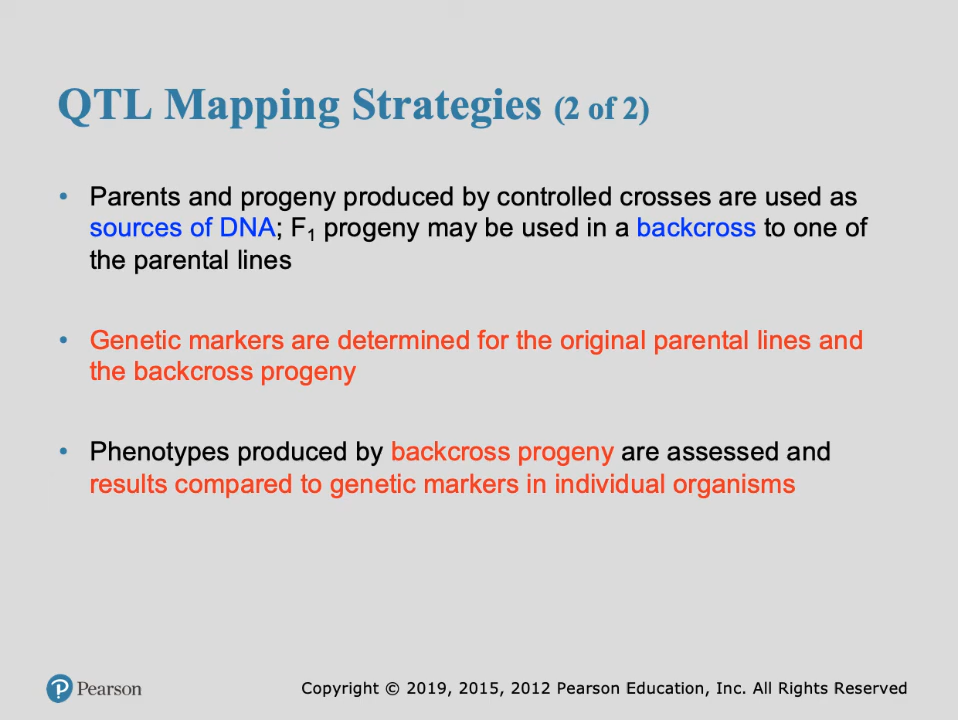 QTL Mapping Strategies (2 of 2)
• Parents and progeny produced by controlled crosses are used as
sources of DNA; F₁ progeny may be used in a backcross to one of
the parental lines
• Genetic markers are determined for the original parental lines and
the backcross progeny
• Phenotypes produced by backcross progeny are assessed and
results compared to genetic markers in individual organisms
Pearson
Copyright © 2019, 2015, 2012 Pearson Education, Inc. All Rights Reserved